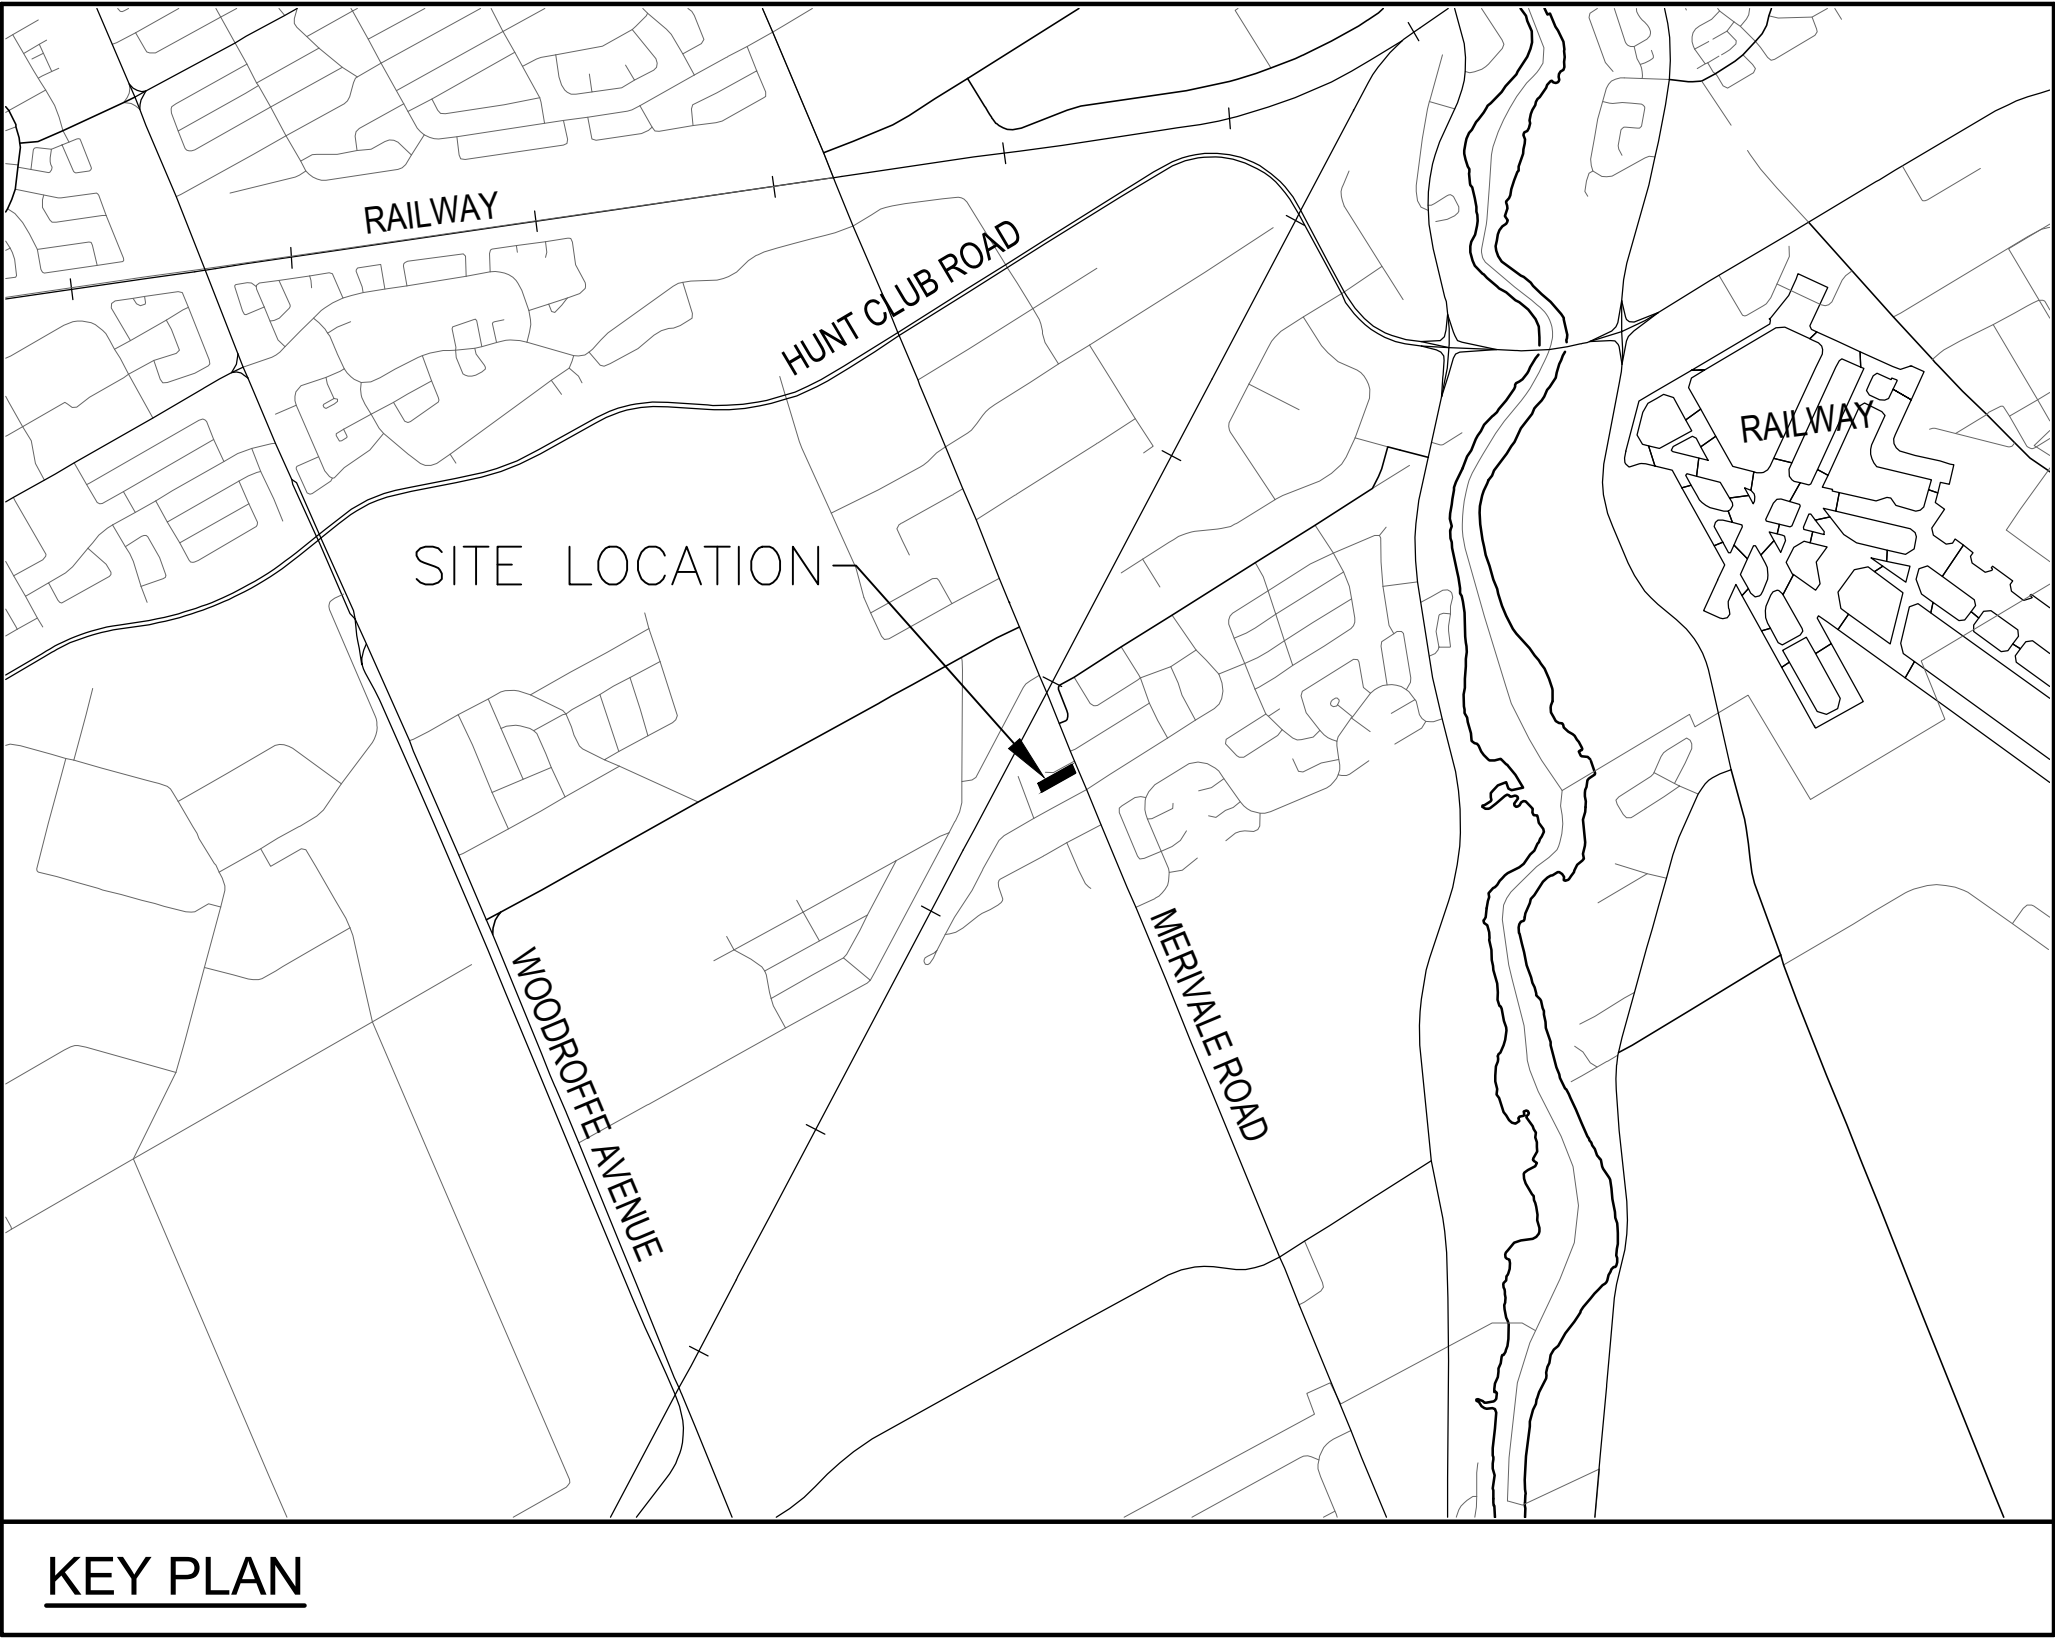 RAILWAY
HUNT CLUB ROAD
RAILWAY
SITE LOCATION
WOODROFFE AVENUE
MERIVALE ROAD
KEY PLAN